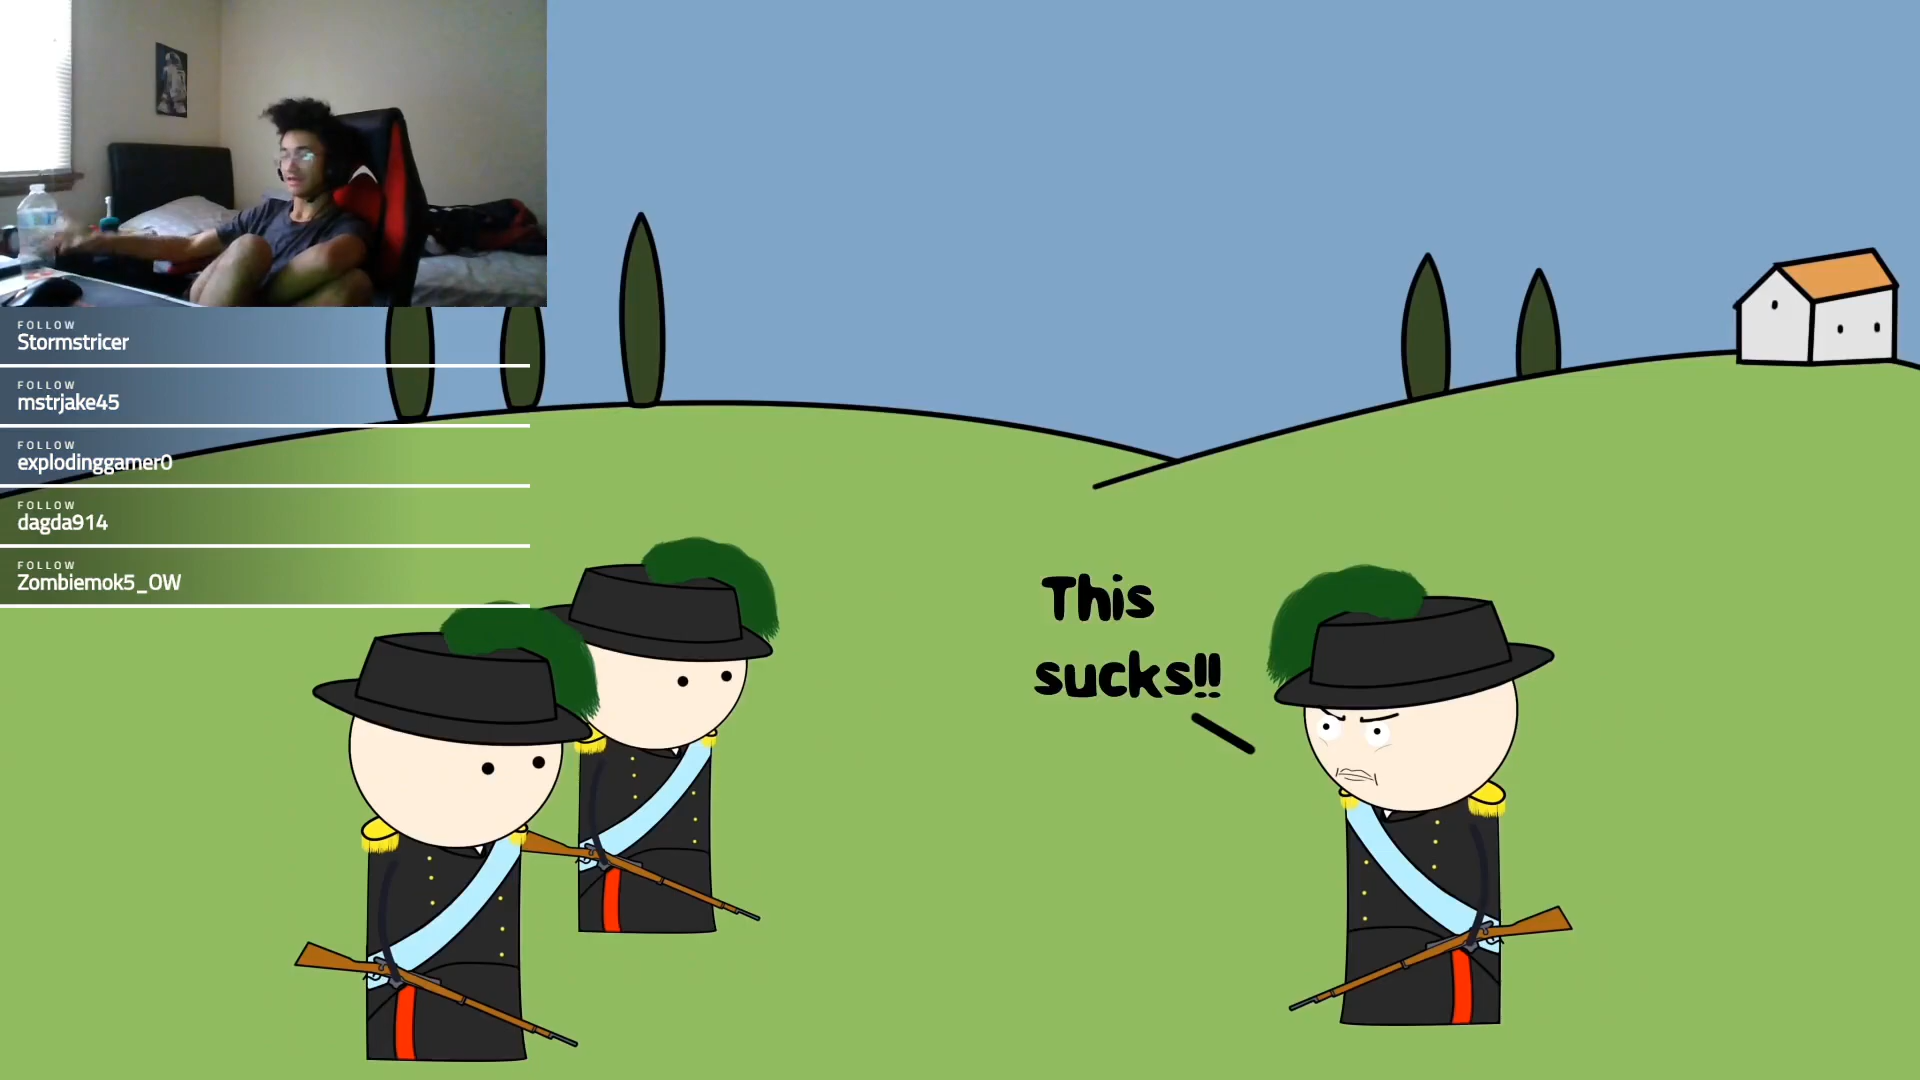 FOLLOW
Stormstricer
FOLLOW
mstrjake45
FOLLOW
explodinggamer0
FOLLOW
dagda914
FOLLOW
Zombiemok5_OW
This
sucks!!